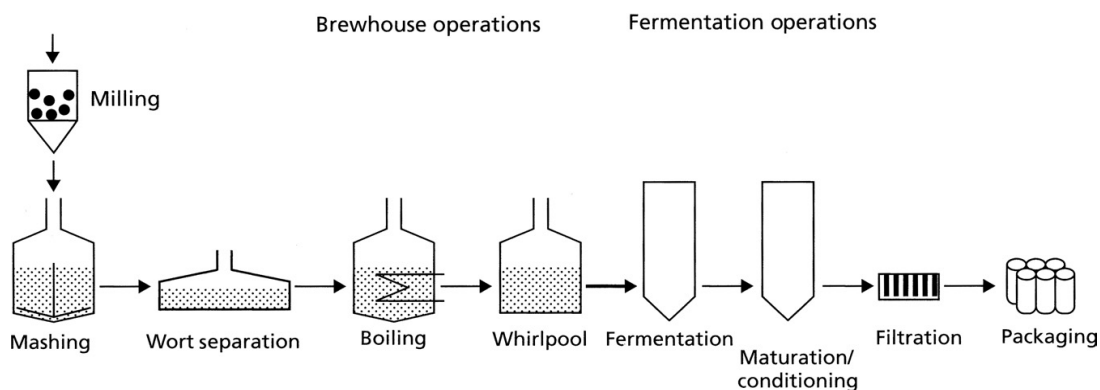 Brewhouse operations
Fermentation operations
Milling
Mashing
Wort separation
Boiling
Whirlpool
Fermentation
Maturation/
conditioning
Filtration
Packaging